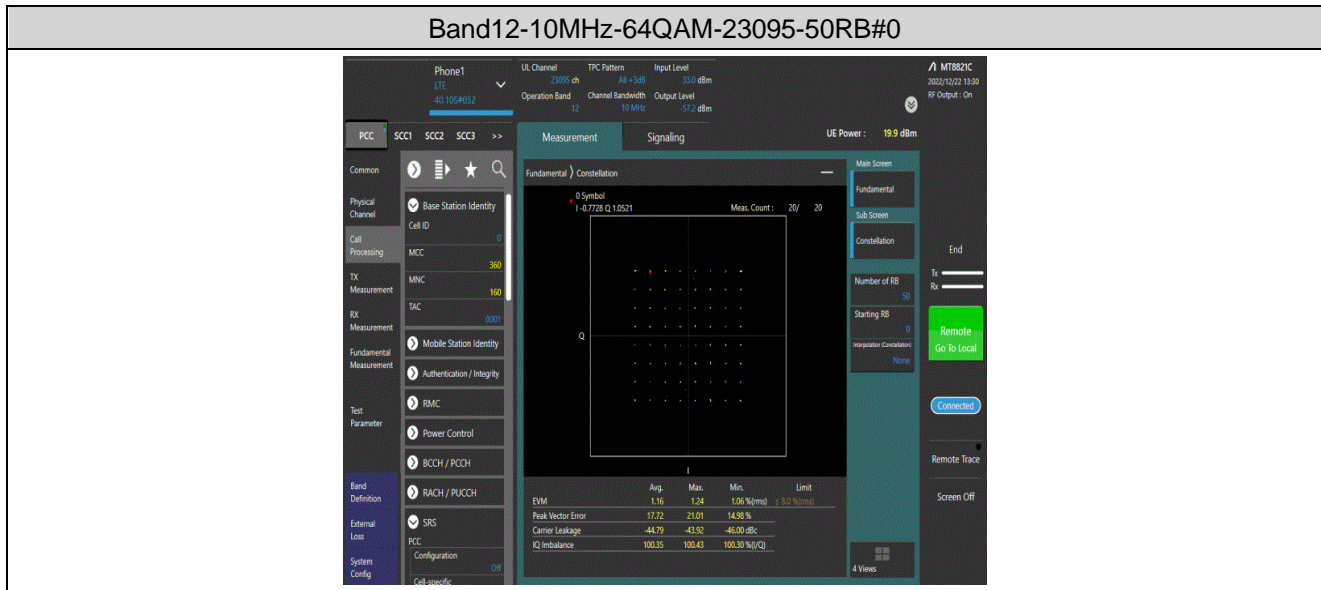 Band12-10MHz-64QAM-23095-50RB#0
Phone1
LTE
40.10S#052
UL Channel
23095 ch
TPC Pattern
All +3dB
Input Level
33.0 dBm
Operation Band
12
Channel Bandwidth
10 MHz
Output Level
-57.2 dBm
MT8821C
2022/12/22 13:30
RF Output : On
PCC SCC1 SCC2 SCC3 >>
Measurement Signaling
UE Power : 19.9 dBm
Common
Physical
Channel
Call
Processing
TX
Measurement
RX
Measurement
Fundamental
Measurement
Test
Parameter
Band
Definition
External
Loss
System
Config
Base Station Identity
Cell ID
0
MCC
360
MNC
160
TAC
0001
Mobile Station Identity
Authentication / Integrity
RMC
Power Control
BCCH / PCCH
RACH / PUCCH
SRS
PCC
Configuration
Off
Cell-specific
Fundamental ⟩ Constellation
0 Symbol
I -0.7728 Q 1.0521
Meas. Count : 20/ 20
Q
I
Avg. Max. Min. Limit
EVM 1.16 1.24 1.06 %(rms) ≤ 8.0 %(rms)
Peak Vector Error 17.72 21.01 14.98 %
Carrier Leakage -44.79 -43.92 -46.00 dBc
IQ Imbalance 100.35 100.43 100.30 %(I/Q)
Main Screen
Fundamental
Sub Screen
Constellation
Number of RB
50
Starting RB
0
Interpolation (Constellation)
None
4 Views
End
Tx
Rx
Remote
Go To Local
Connected
Remote Trace
Screen Off